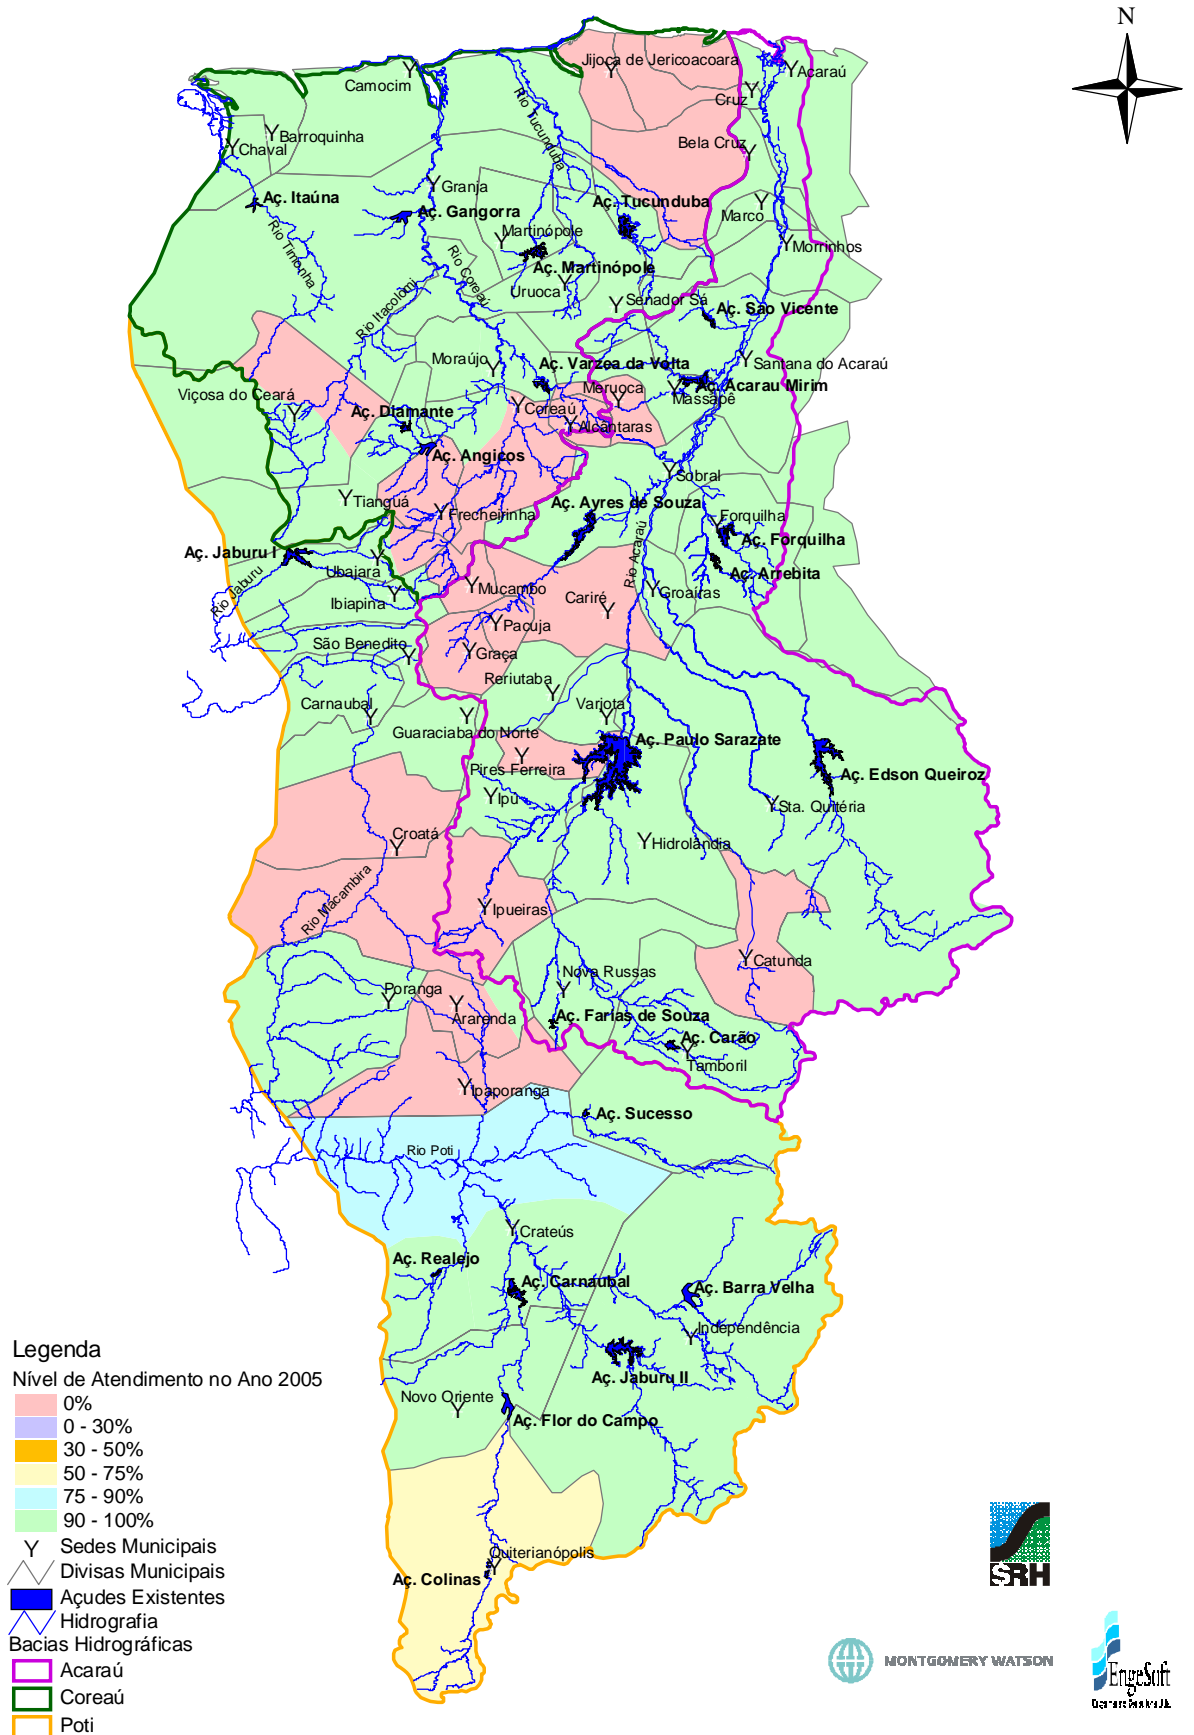 N
Jijoca de Jericoacoara
Acaraú
Camocim
Cruz
Rio Tucunduba
Barroquinha
Chaval
Bela Cruz
Granja
Aç. Itaúna
Aç. Gangorra
Aç. Tucunduba
Marco
Rio Timonha
Martinópole
Morrinhos
Rio Coreaú
Aç. Martinópole
Uruoca
Senador Sá
Rio Itacolomi
Aç. São Vicente
Moraújo
Aç. Varzea da Volta
Santana do Acaraú
Viçosa do Ceará
Meruoca
Aç. Acarau Mirim
Massapê
Aç. Diamante
Coreaú
Alcântaras
Aç. Angicos
Sobral
Tianguá
Aç. Ayres de Souza
Frecheirinha
Forquilha
Aç. Forquilha
Aç. Jaburu I
Rio Acaraú
Ubajara
Aç. Arrebita
Rio Jaburu
Mucambo
Groaíras
Ibiapina
Cariré
Pacuja
São Benedito
Graça
Reriutaba
Carnaubal
Varjota
Guaraciaba do Norte
Aç. Paulo Sarazate
Pires Ferreira
Aç. Edson Queiroz
Ipú
Sta. Quitéria
Croatá
Hidrolândia
Rio Macambira
Ipueiras
Catunda
Nova Russas
Poranga
Ararenda
Aç. Farias de Souza
Aç. Carão
Tamboril
Ipaporanga
Aç. Sucesso
Rio Poti
Crateús
Aç. Realejo
Aç. Carnaubal
Aç. Barra Velha
Independência
Aç. Jaburu II
Novo Oriente
Aç. Flor do Campo
Quiterianópolis
Aç. Colinas
Legenda
Nível de Atendimento no Ano 2005
0%
0 - 30%
30 - 50%
50 - 75%
75 - 90%
90 - 100%
Sedes Municipais
Divisas Municipais
Açudes Existentes
Hidrografia
Bacias Hidrográficas
Acaraú
Coreaú
Poti
SRH
MONTGOMERY WATSON
EngeSoft